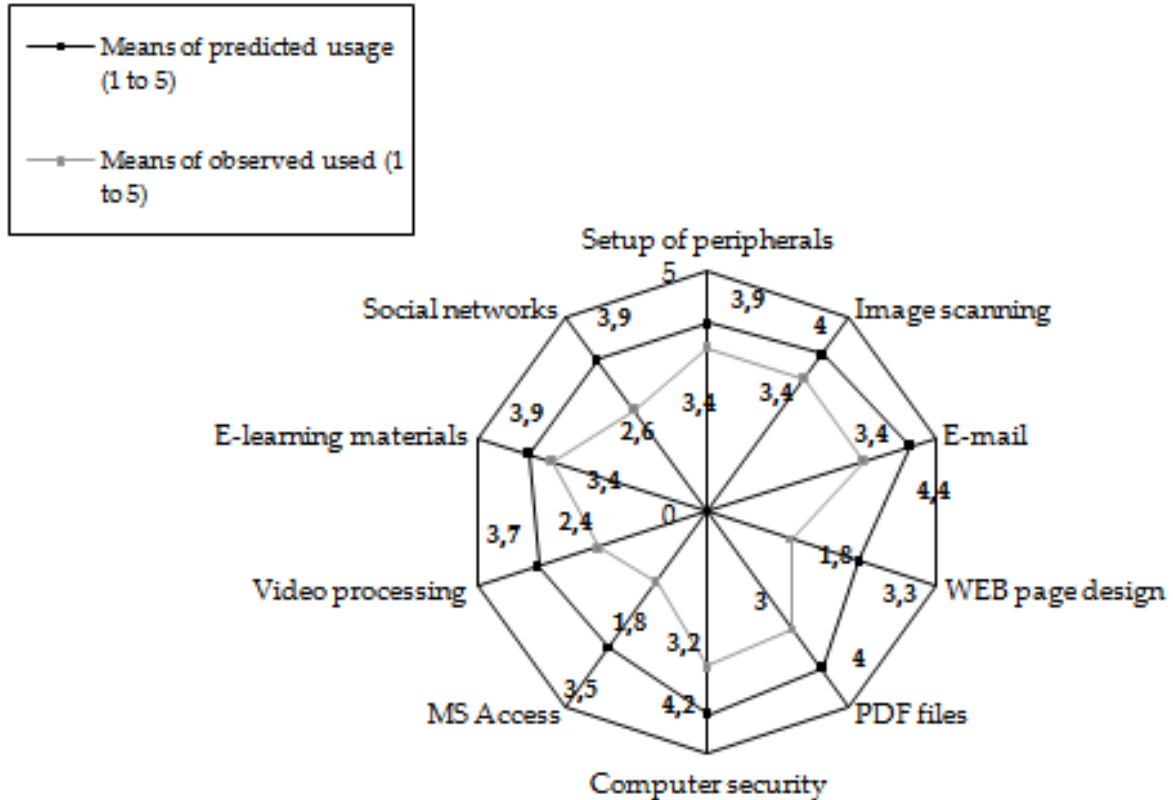 Means of predicted usage
(1 to 5)
Means of observed used (1
to 5)
Setup of peripherals
5
3,9
Social networks
3,9
4
Image scanning
3,4
3,4
3,9
2,6
3,4
E-learning materials
E-mail
3,4
4,4
0
3,7
2,4
1,8
Video processing
3,3
WEB page design
3
1,8
3,2
4
3,5
4,2
MS Access
PDF files
Computer security